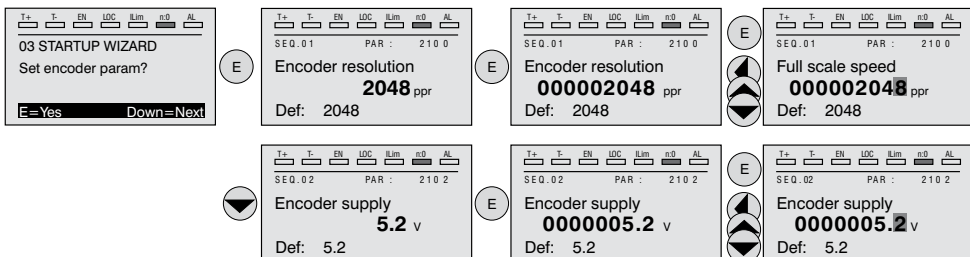 T+ T- EN LOC ILim n:0 AL
03 STARTUP WIZARD
Set encoder param?
E=Yes Down=Next
E
T+ T- EN LOC ILim n:0 AL
SEQ.01 PAR : 2100
Encoder resolution
2048 ppr
Def: 2048
E
T+ T- EN LOC ILim n:0 AL
SEQ.01 PAR : 2100
Encoder resolution
000002048 ppr
Def: 2048
E
T+ T- EN LOC ILim n:0 AL
SEQ.01 PAR : 2100
Full scale speed
000002048 ppr
Def: 2048
T+ T- EN LOC ILim n:0 AL
SEQ.02 PAR : 2102
Encoder supply
5.2 V
Def: 5.2
E
T+ T- EN LOC ILim n:0 AL
SEQ.02 PAR : 2102
Encoder supply
0000005.2 V
Def: 5.2
E
T+ T- EN LOC ILim n:0 AL
SEQ.02 PAR : 2102
Encoder supply
0000005.2 V
Def: 5.2